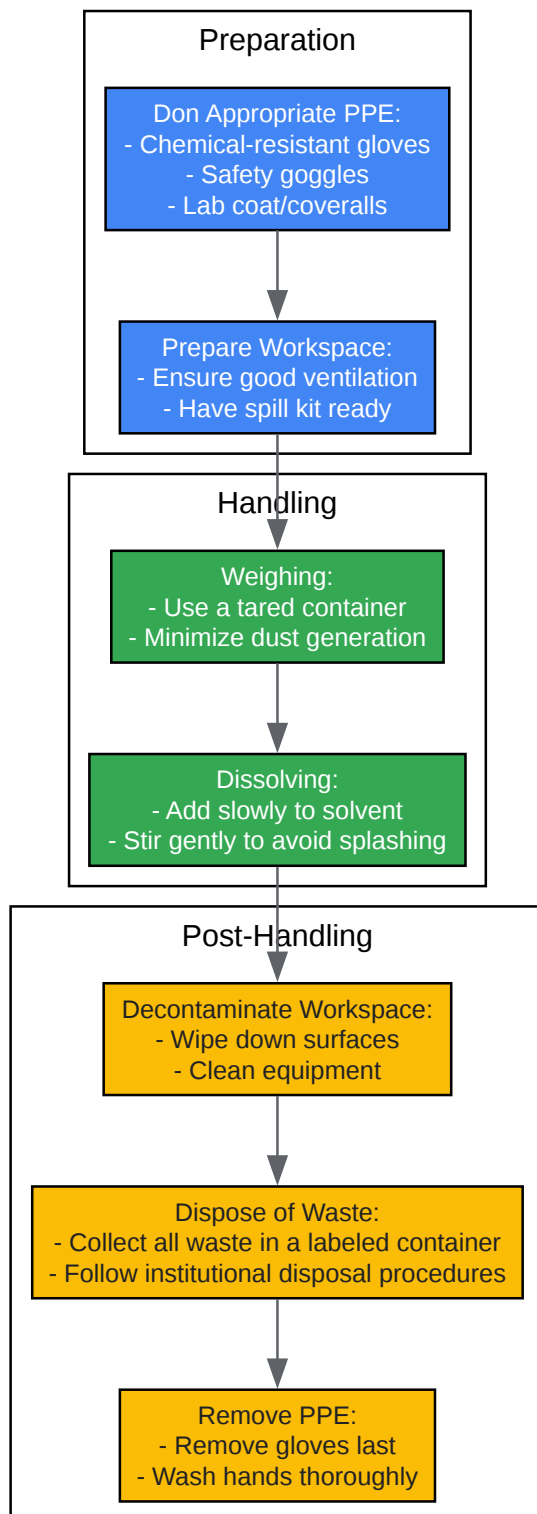 Preparation
Don Appropriate PPE:
- Chemical-resistant gloves
- Safety goggles
- Lab coat/coveralls
Prepare Workspace:
- Ensure good ventilation
- Have spill kit ready
Handling
Weighing:
- Use a tared container
- Minimize dust generation
Dissolving:
- Add slowly to solvent
- Stir gently to avoid splashing
Post-Handling
Decontaminate Workspace:
- Wipe down surfaces
- Clean equipment
Dispose of Waste:
- Collect all waste in a labeled container
- Follow institutional disposal procedures
Remove PPE:
- Remove gloves last
- Wash hands thoroughly